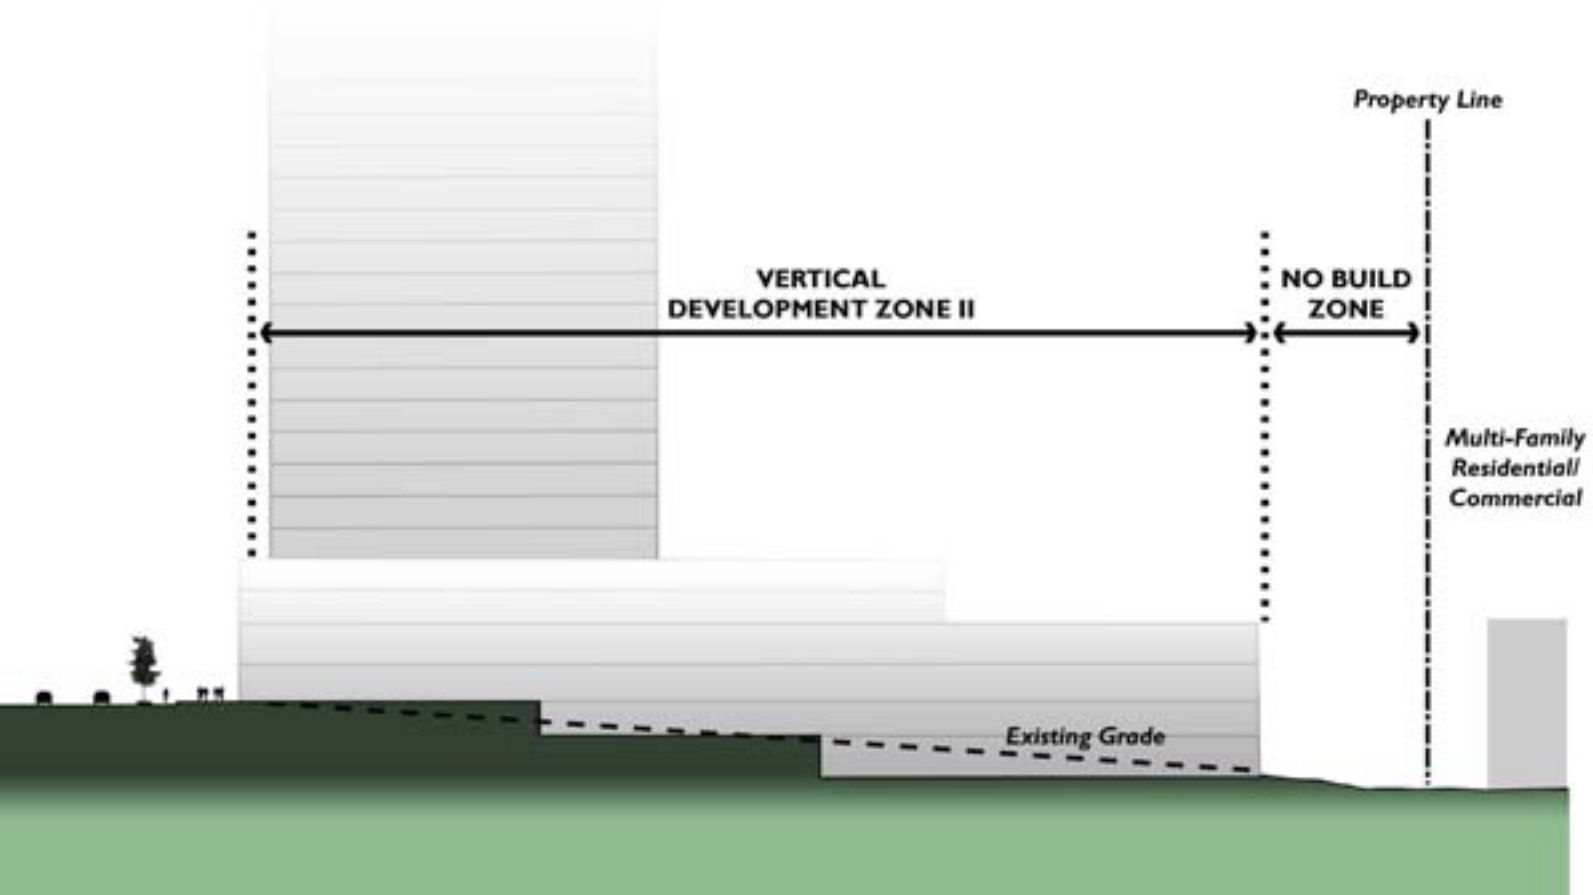 Property Line
VERTICAL
DEVELOPMENT ZONE II
NO BUILD
ZONE
Multi-Family
Residential/
Commercial
Existing Grade